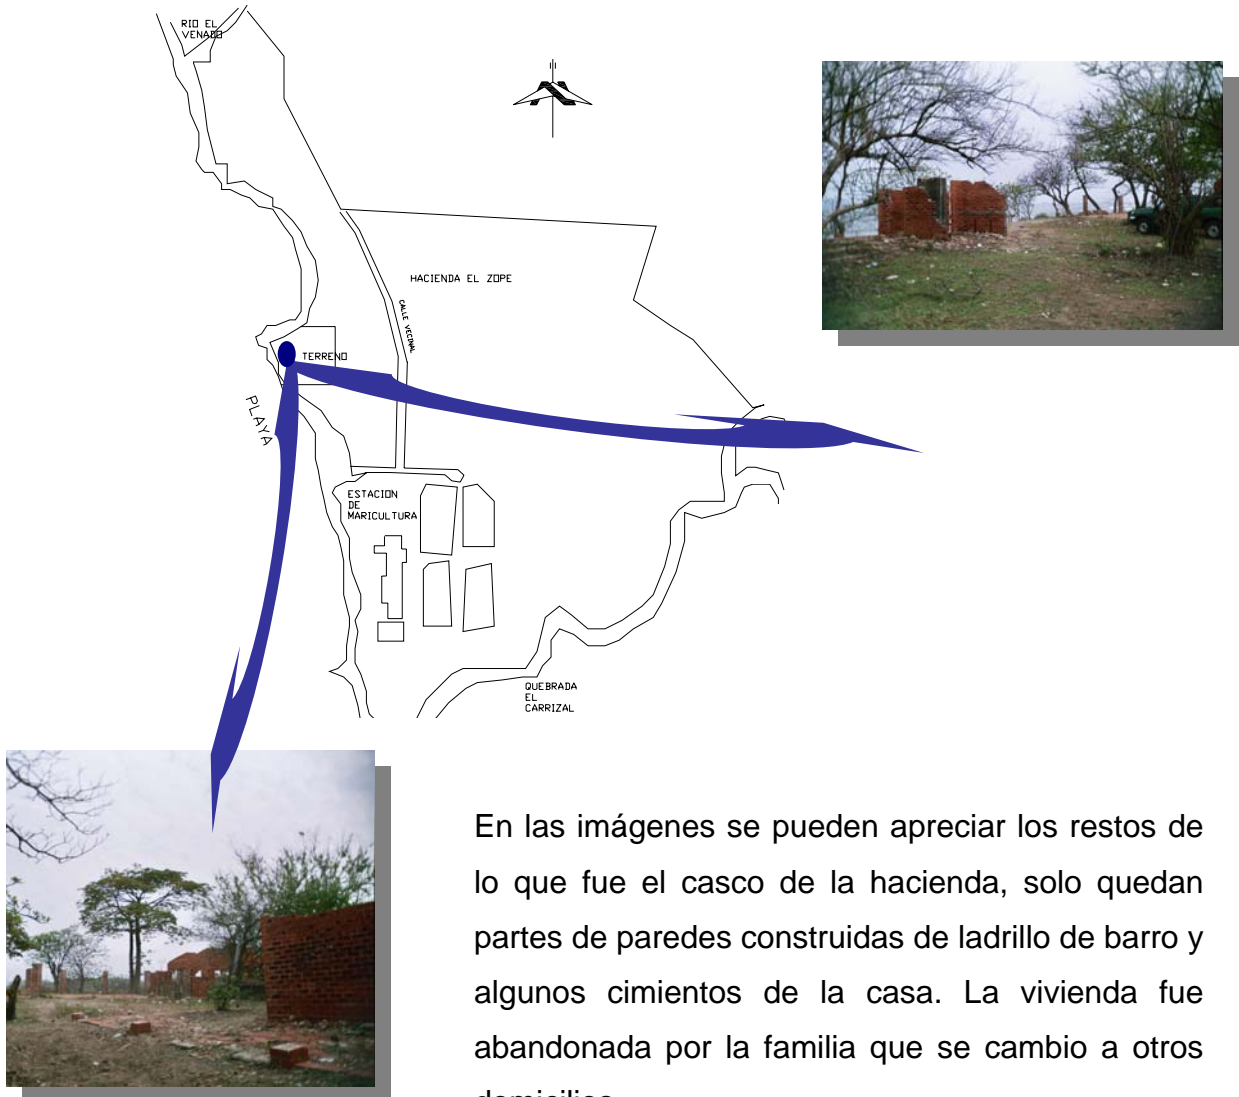 RIO EL
VENADO
HACIENDA EL ZOPE
CALLE VECINAL
TERRENO
PLAYA
ESTACION
DE
MARICULTURA
QUEBRADA
EL
CARRIZAL
En las imágenes se pueden apreciar los restos de
lo que fue el casco de la hacienda, solo quedan
partes de paredes construidas de ladrillo de barro y
algunos cimientos de la casa. La vivienda fue
abandonada por la familia que se cambio a otros